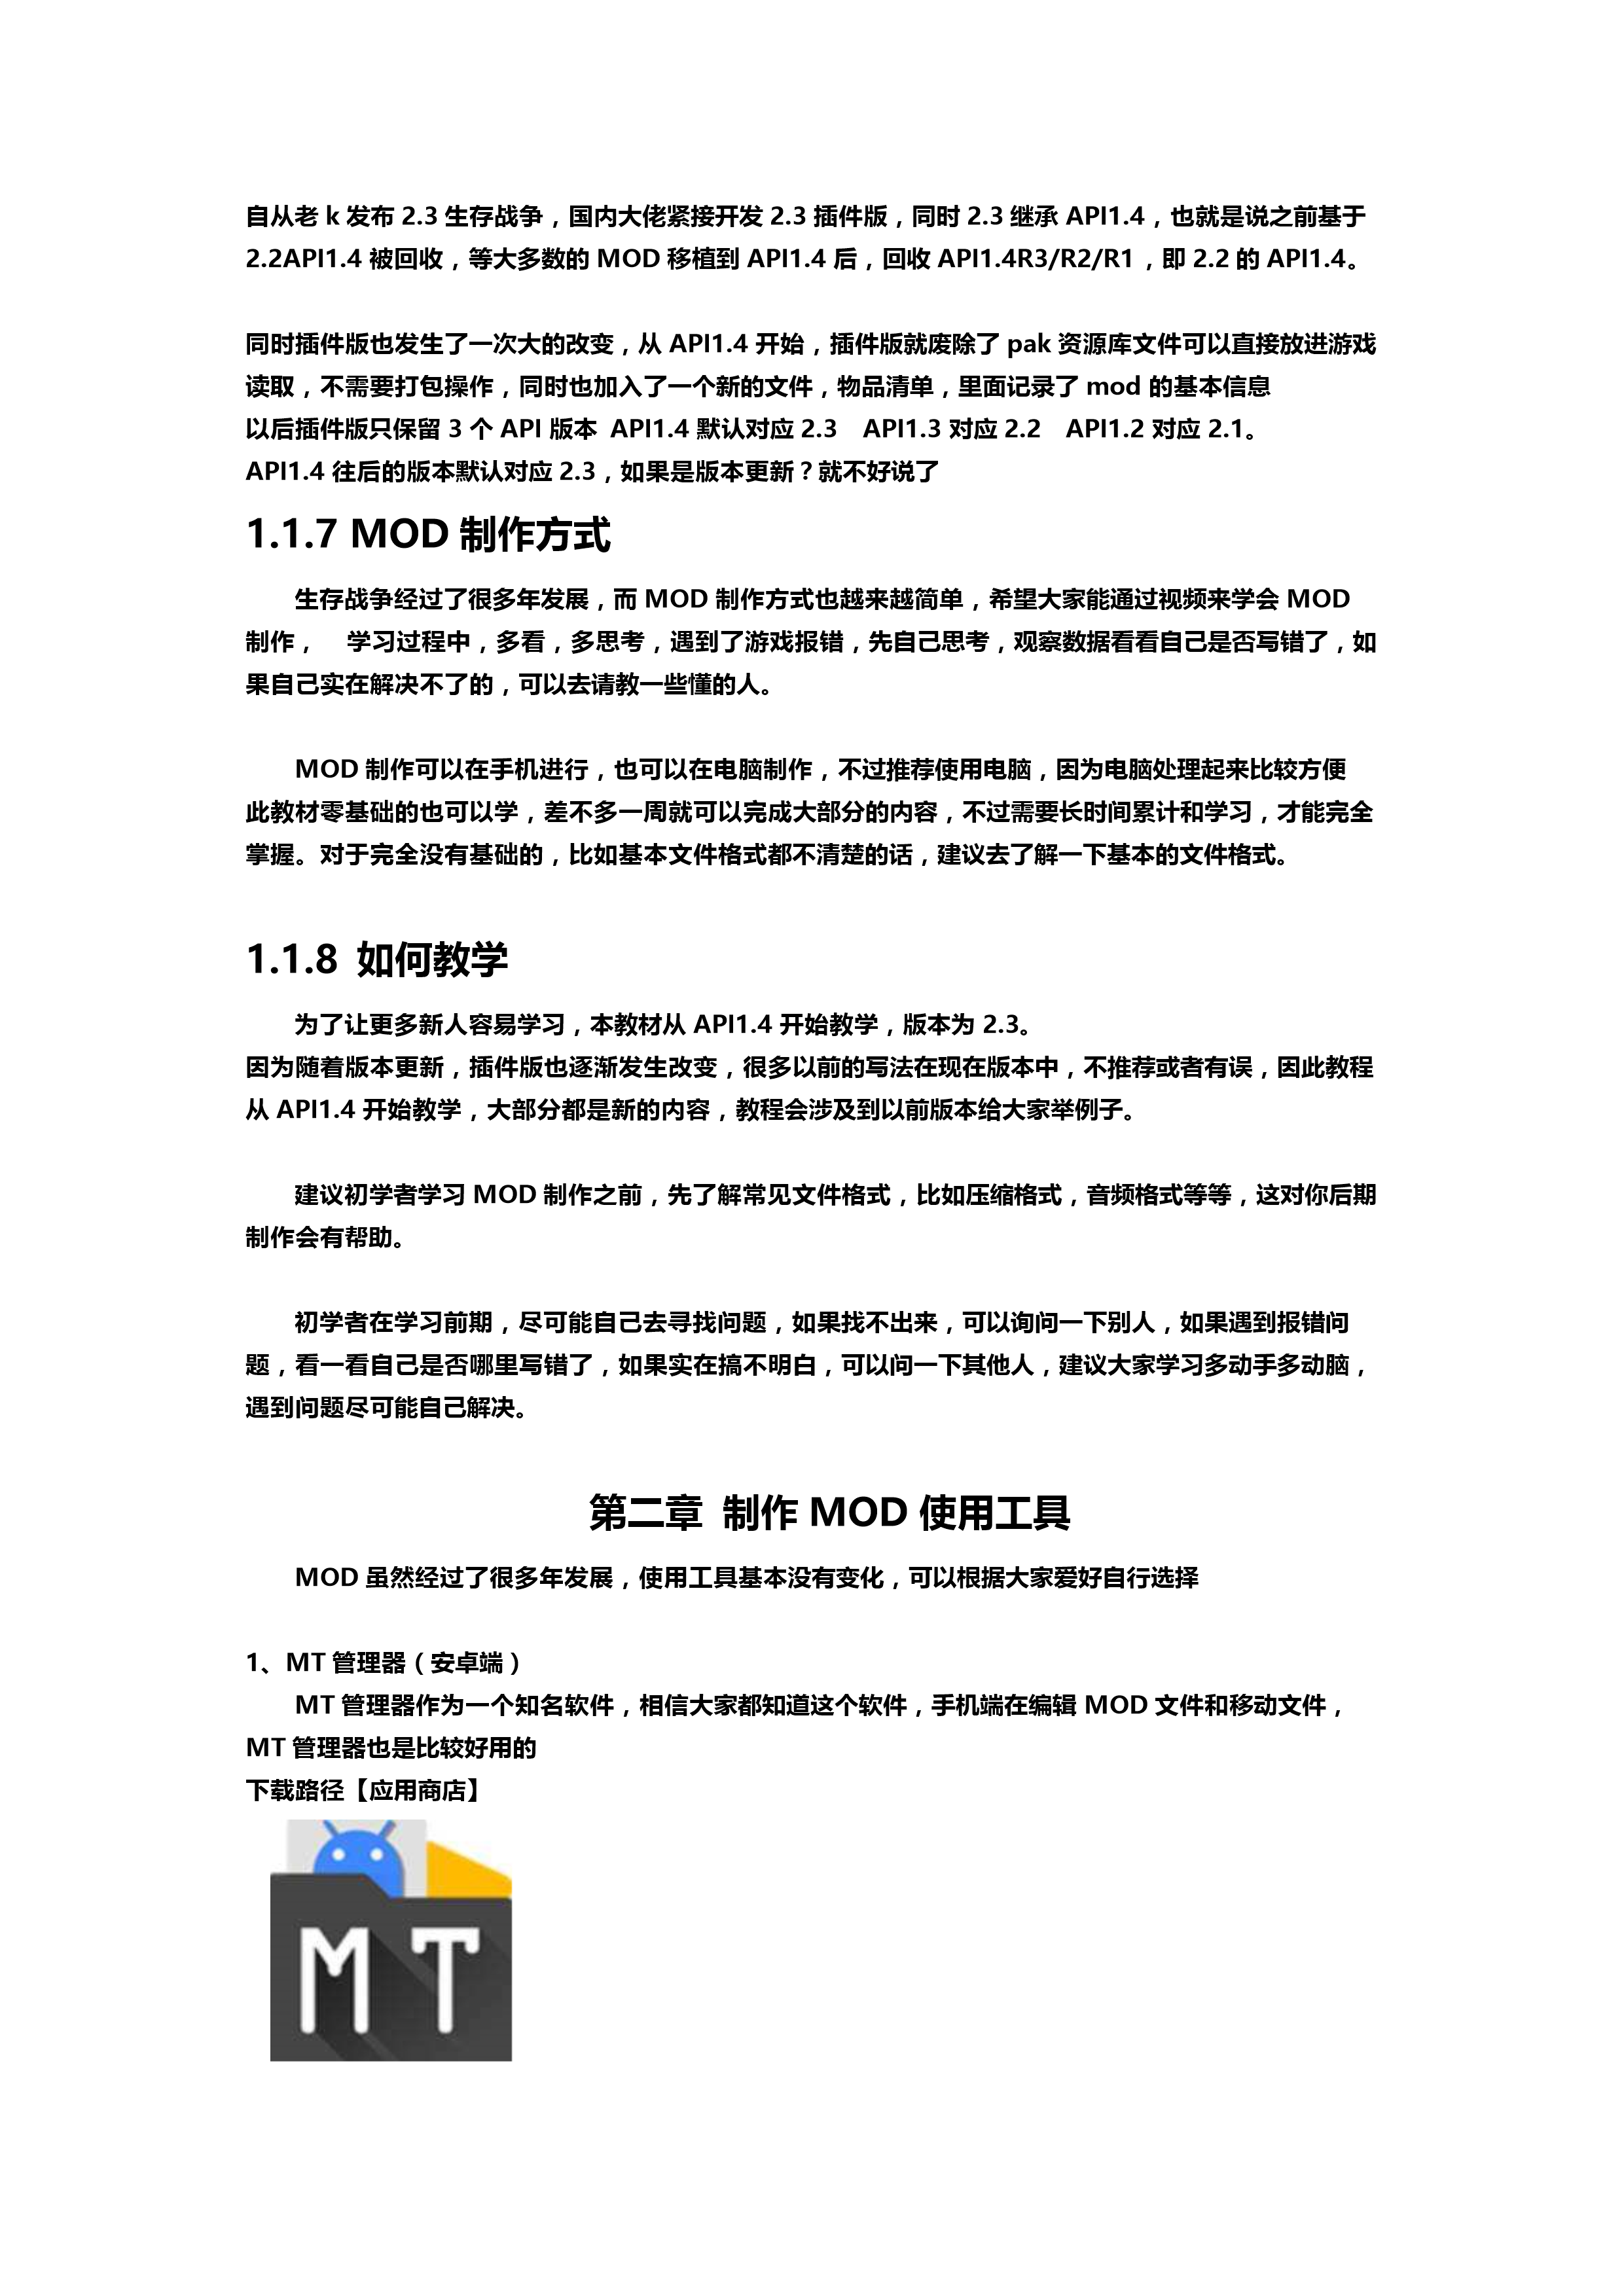 自从老 k 发布 2.3 生存战争，国内大佬紧接开发 2.3 插件版，同时 2.3 继承 API1.4，也就是说之前基于
2.2API1.4 被回收，等大多数的 MOD 移植到 API1.4 后，回收 API1.4R3/R2/R1，即 2.2 的 API1.4。
同时插件版也发生了一次大的改变，从 API1.4 开始，插件版就废除了 pak 资源库文件可以直接放进游戏
读取，不需要打包操作，同时也加入了一个新的文件，物品清单，里面记录了 mod 的基本信息
以后插件版只保留 3 个 API 版本 API1.4 默认对应 2.3 API1.3 对应 2.2 API1.2 对应 2.1。
API1.4 往后的版本默认对应 2.3，如果是版本更新？就不好说了
1.1.7 MOD 制作方式
生存战争经过了很多年发展，而 MOD 制作方式也越来越简单，希望大家能通过视频来学会 MOD
制作， 学习过程中，多看，多思考，遇到了游戏报错，先自己思考，观察数据看看自己是否写错了，如
果自己实在解决不了的，可以去请教一些懂的人。
MOD 制作可以在手机进行，也可以在电脑制作，不过推荐使用电脑，因为电脑处理起来比较方便
此教材零基础的也可以学，差不多一周就可以完成大部分的内容，不过需要长时间累计和学习，才能完全
掌握。对于完全没有基础的，比如基本文件格式都不清楚的话，建议去了解一下基本的文件格式。
1.1.8 如何教学
为了让更多新人容易学习，本教材从 API1.4 开始教学，版本为 2.3。
因为随着版本更新，插件版也逐渐发生改变，很多以前的写法在现在版本中，不推荐或者有误，因此教程
从 API1.4 开始教学，大部分都是新的内容，教程会涉及到以前版本给大家举例子。
建议初学者学习 MOD 制作之前，先了解常见文件格式，比如压缩格式，音频格式等等，这对你后期
制作会有帮助。
初学者在学习前期，尽可能自己去寻找问题，如果找不出来，可以询问一下别人，如果遇到报错问
题，看一看自己是否哪里写错了，如果实在搞不明白，可以问一下其他人，建议大家学习多动手多动脑，
遇到问题尽可能自己解决。
第二章 制作 MOD 使用工具
MOD 虽然经过了很多年发展，使用工具基本没有变化，可以根据大家爱好自行选择
1、MT 管理器（安卓端）
MT 管理器作为一个知名软件，相信大家都知道这个软件，手机端在编辑 MOD 文件和移动文件，
MT 管理器也是比较好用的
下载路径【应用商店】
MT